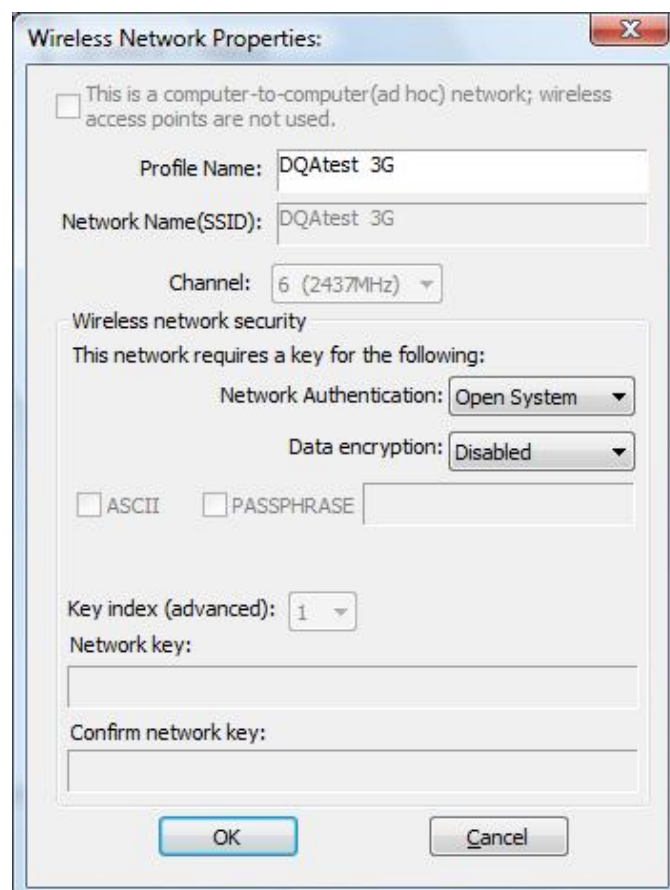 Wireless Network Properties:
This is a computer-to-computer(ad hoc) network; wireless
access points are not used.
Profile Name: DQAtest 3G
Network Name(SSID): DQAtest 3G
Channel: 6 (2437MHz)
Wireless network security
This network requires a key for the following:
Network Authentication: Open System
Data encryption: Disabled
ASCII PASSPHRASE
Key index (advanced): 1
Network key:
Confirm network key:
OK Cancel